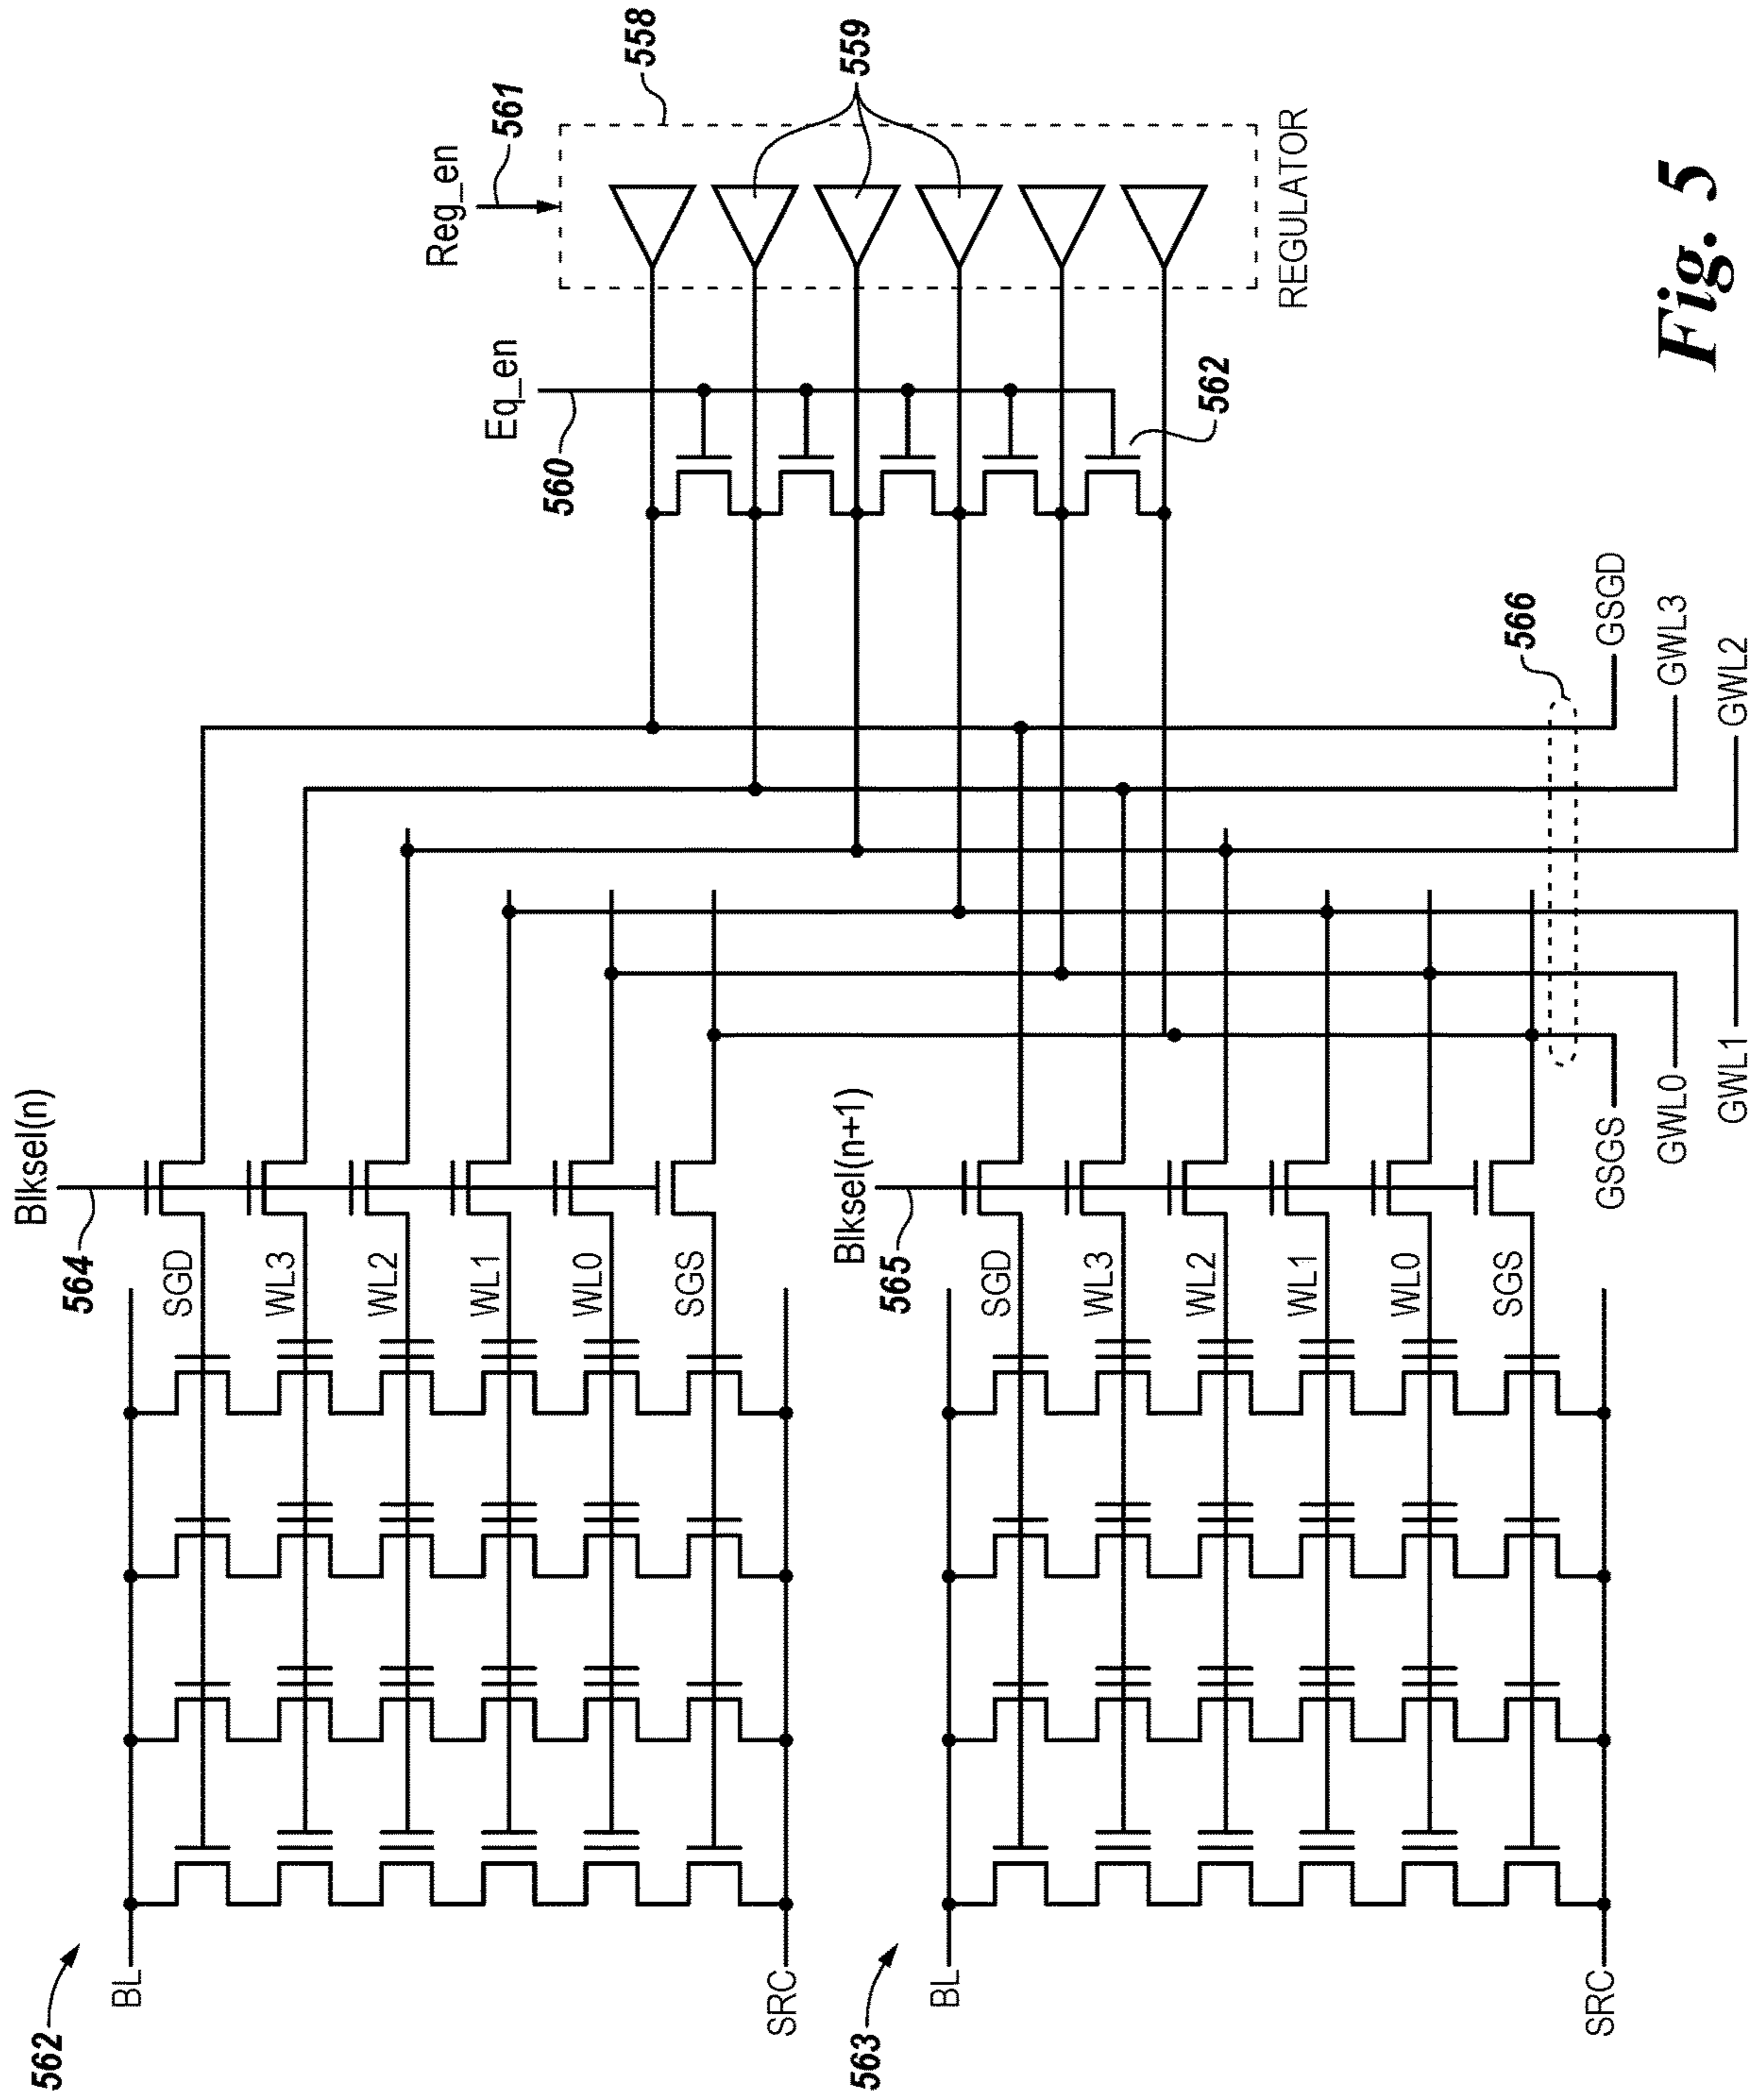 562
BL
SRC
564
Blksel(n)
SGD
WL3
WL2
WL1
WL0
SGS
563
BL
SRC
565
Blksel(n+1)
SGD
WL3
WL2
WL1
WL0
SGS
GSGS
GWL0
GWL1
566
GSGD
GWL3
GWL2
560
Eq_en
562
Reg_en
561
558
559
REGULATOR
Fig. 5